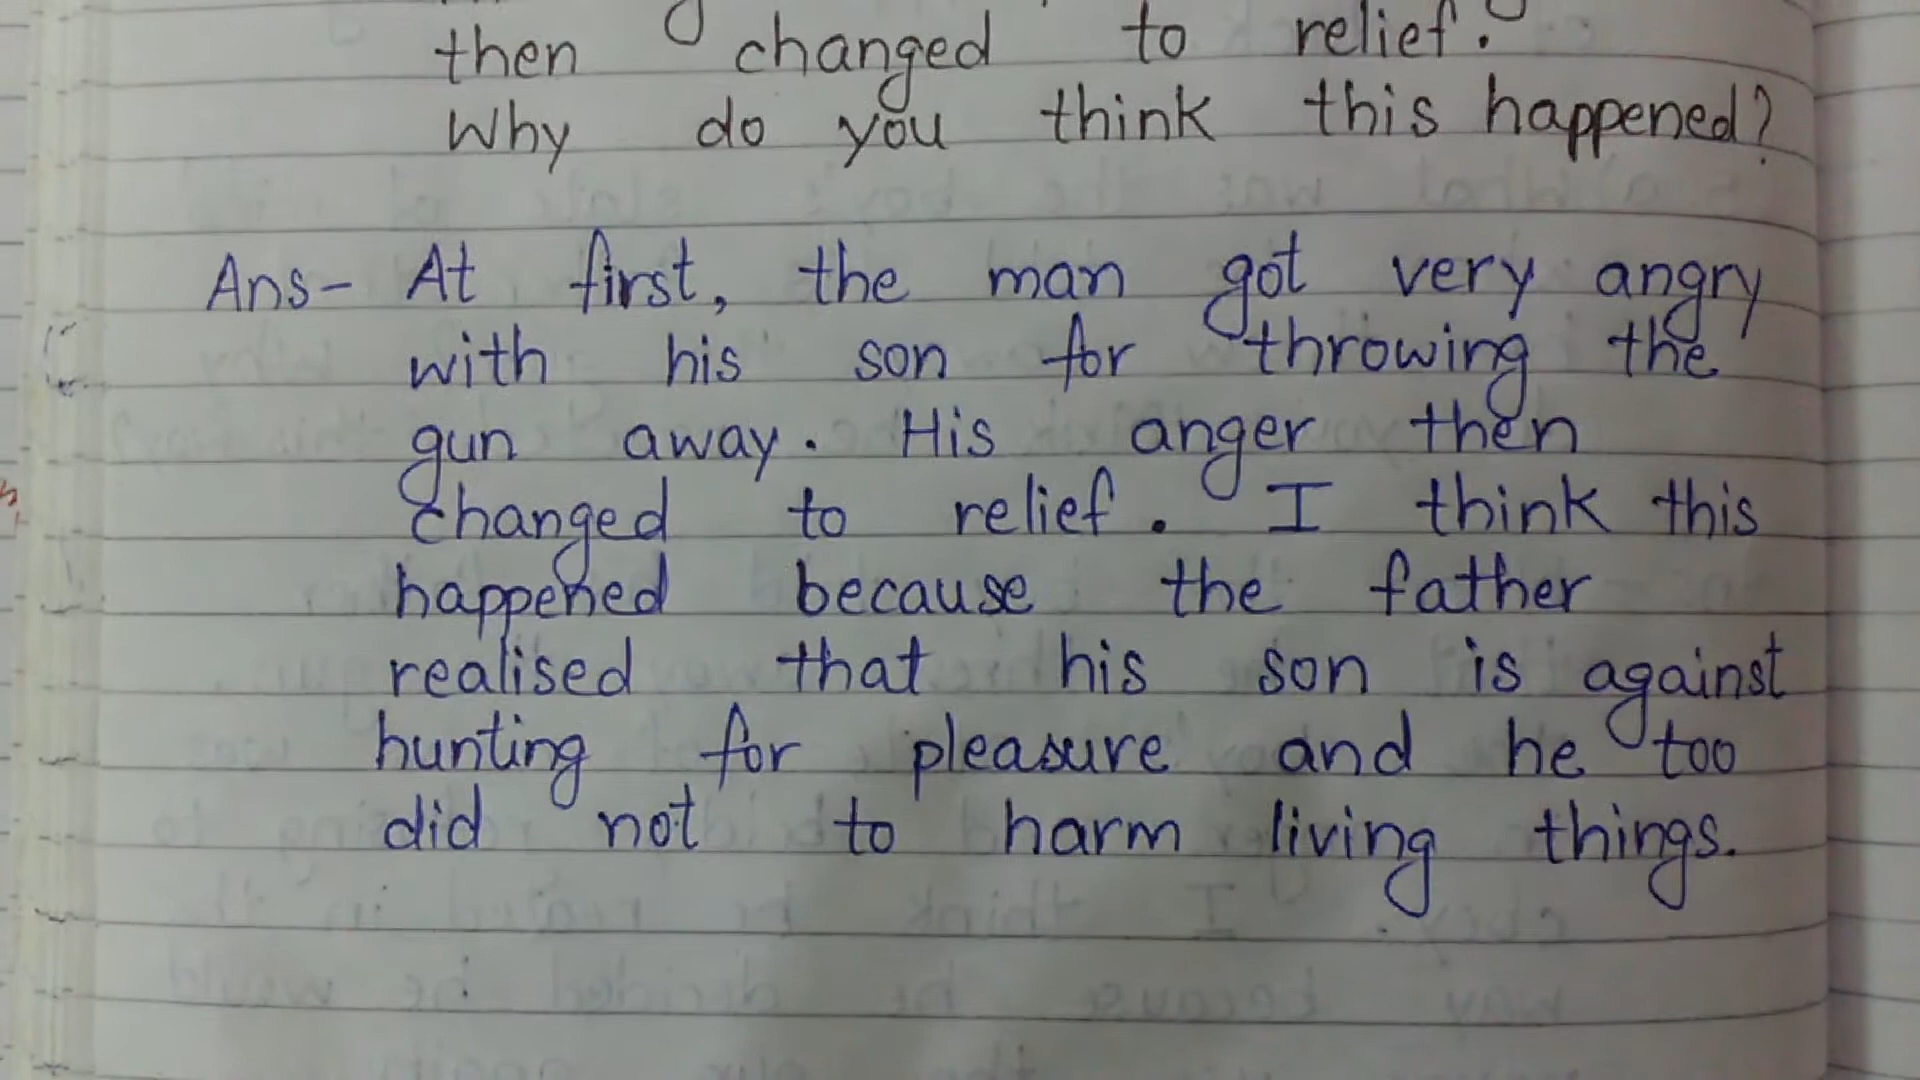 then changed to relief.
Why do you think this happened?
Ans- At first, the man got very angry
with his son for throwing the
gun away. His anger then
changed to relief. I think this
happened because the father
realised that his son is against
hunting for pleasure and he too
did not to harm living things.